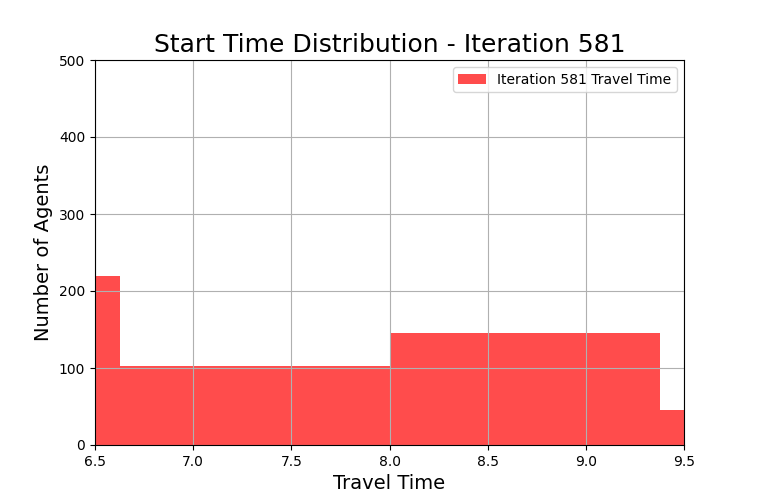 Start Time Distribution - Iteration 581
500
400
300
200
100
0
Number of Agents
Iteration 581 Travel Time
6.5 7.0 7.5 8.0 8.5 9.0 9.5
Travel Time